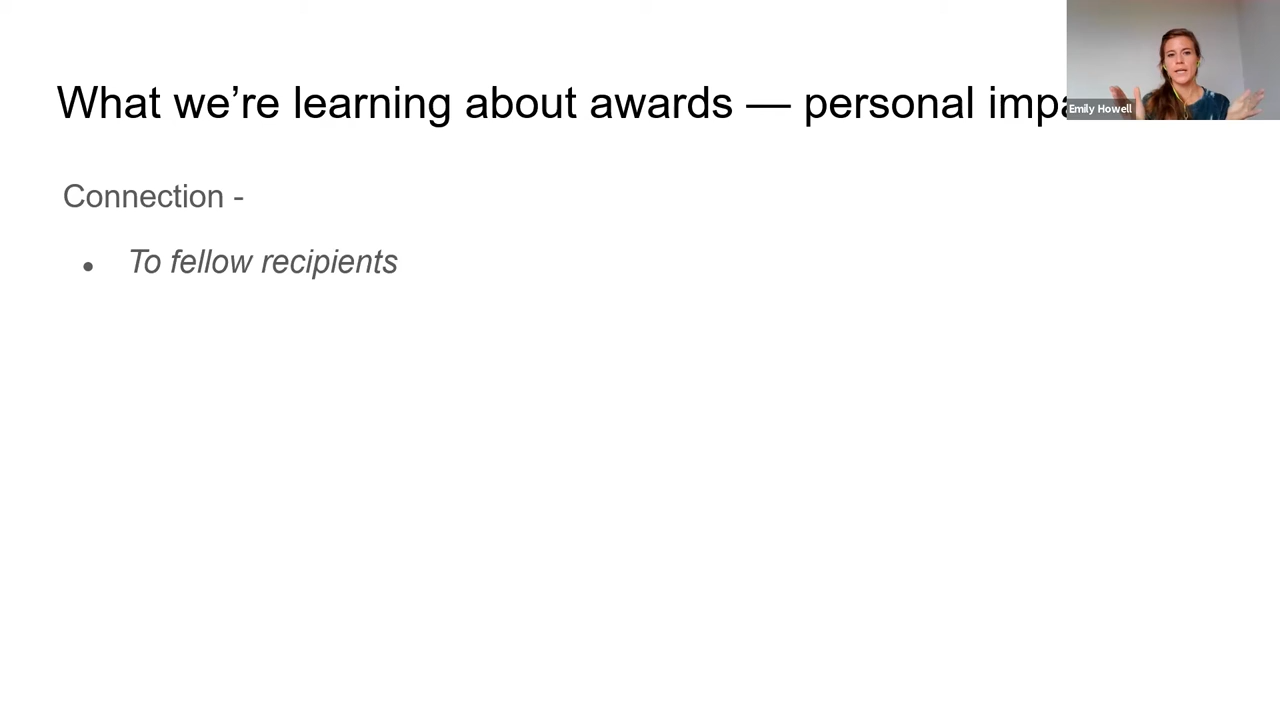 What we’re learning about awards — personal impa
Emily Howell
Connection -
● To fellow recipients